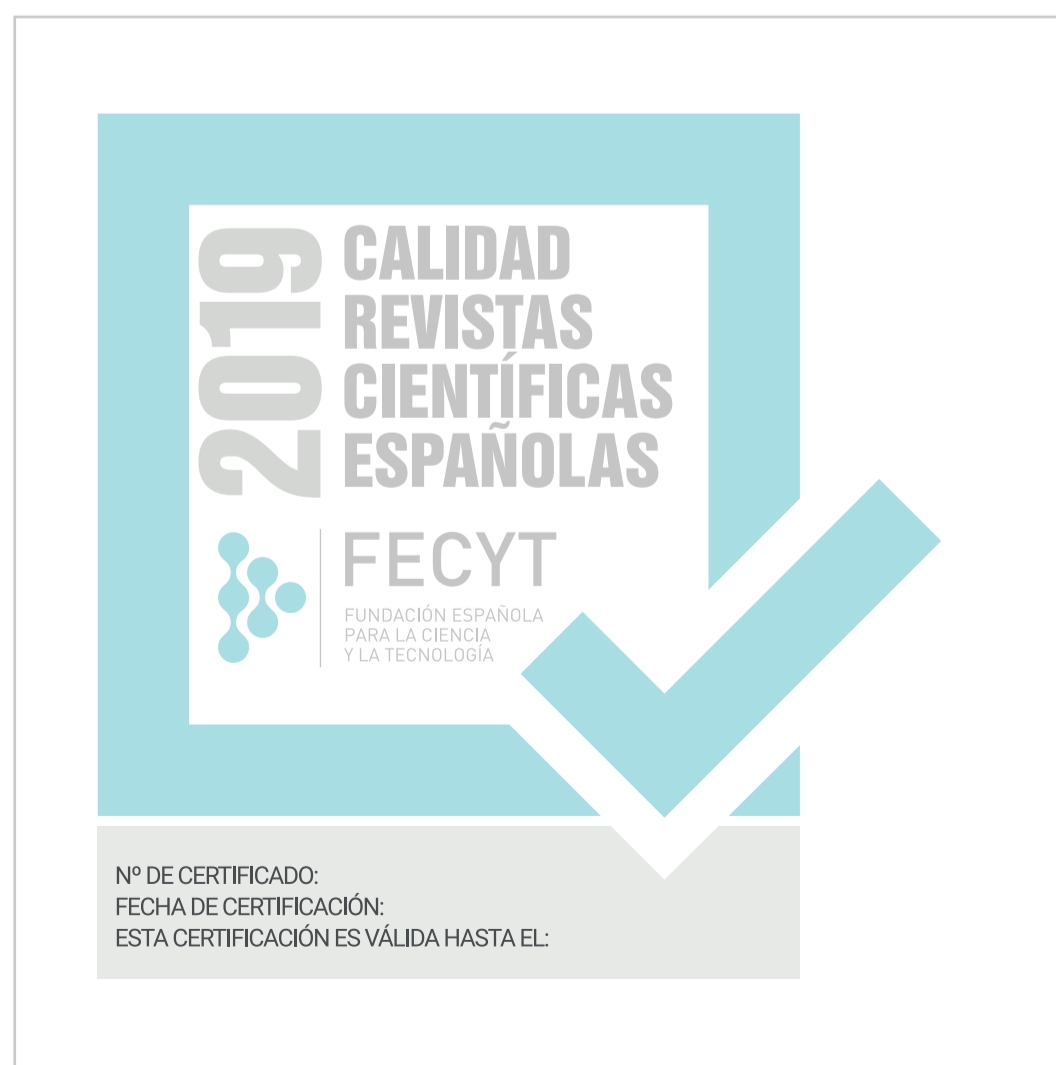 2019
CALIDAD
REVISTAS
CIENTÍFICAS
ESPAÑOLAS
FECYT
FUNDACIÓN ESPAÑOLA
PARA LA CIENCIA
Y LA TECNOLOGÍA
Nº DE CERTIFICADO:
FECHA DE CERTIFICACIÓN:
ESTA CERTIFICACIÓN ES VÁLIDA HASTA EL: